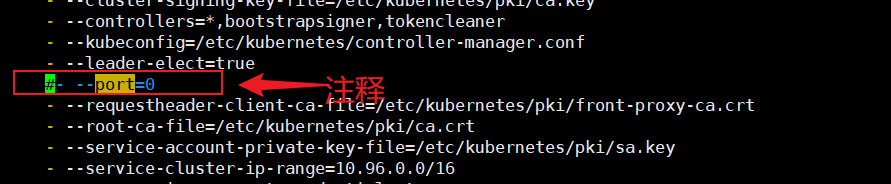 - --cluster-signing-key-file=/etc/kubernetes/pki/ca.key
- --controllers=*,bootstrapsigner,tokencleaner
- --kubeconfig=/etc/kubernetes/controller-manager.conf
- --leader-elect=true
#- --port=0 注释
- --requestheader-client-ca-file=/etc/kubernetes/pki/front-proxy-ca.crt
- --root-ca-file=/etc/kubernetes/pki/ca.crt
- --service-account-private-key-file=/etc/kubernetes/pki/sa.key
- --service-cluster-ip-range=10.96.0.0/16